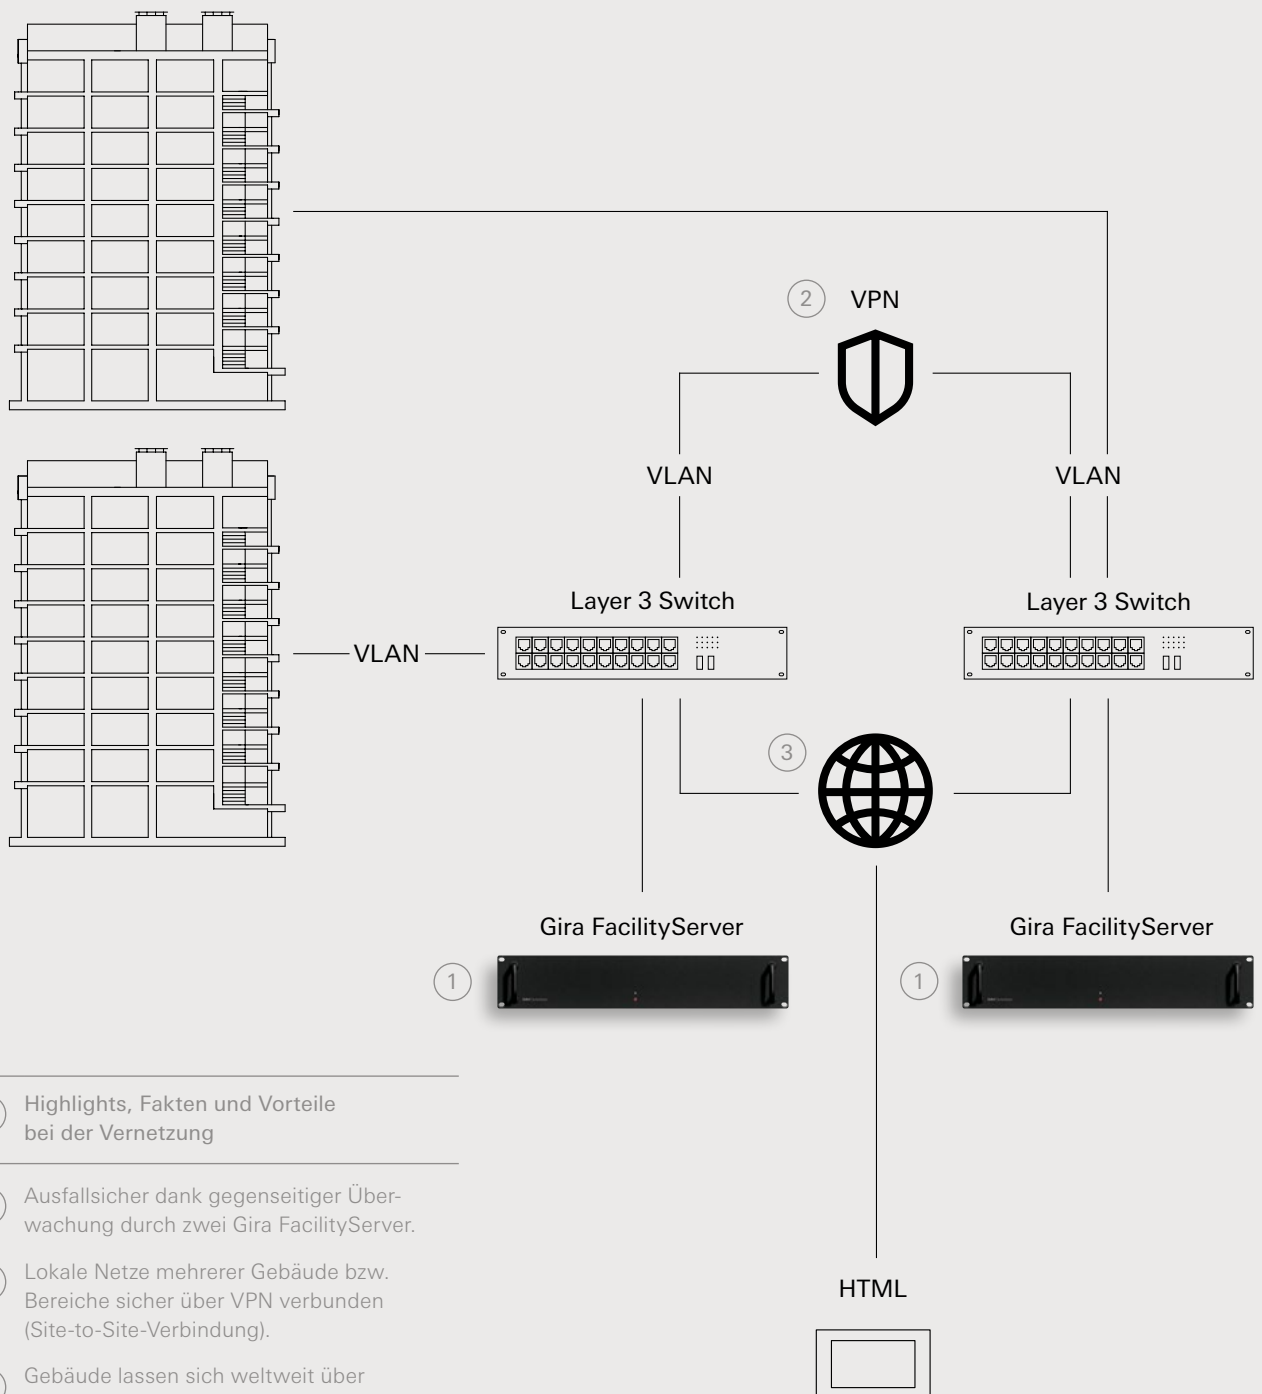 2 VPN
VLAN
VLAN
Layer 3 Switch
Layer 3 Switch
VLAN
3
Gira FacilityServer
Gira FacilityServer
1
1
Highlights, Fakten und Vorteile
bei der Vernetzung
Ausfallsicher dank gegenseitiger Über-
wachung durch zwei Gira FacilityServer.
Lokale Netze mehrerer Gebäude bzw.
Bereiche sicher über VPN verbunden
(Site-to-Site-Verbindung).
Gebäude lassen sich weltweit über
HTML